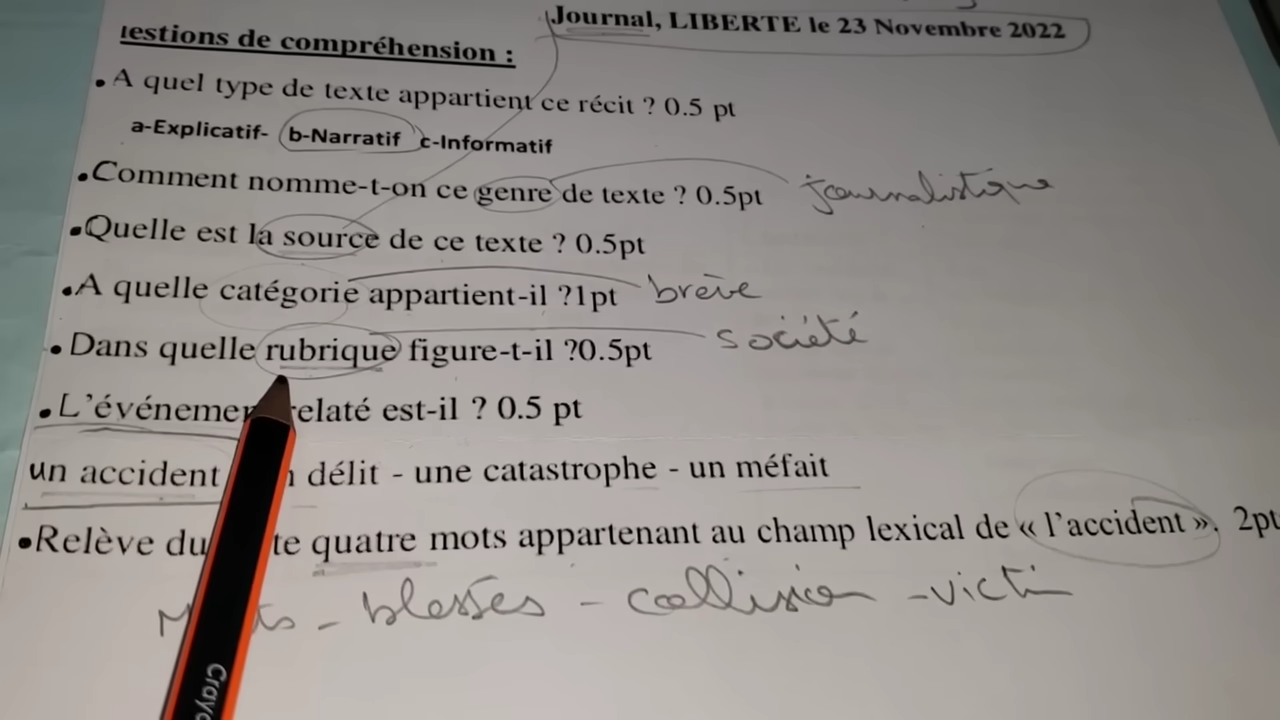 Journal, LIBERTE le 23 Novembre 2022
estions de compréhension :
• A quel type de texte appartient ce récit ? 0.5 pt
a-Explicatif- b-Narratif c-Informatif
• Comment nomme-t-on ce genre de texte ? 0.5pt journalistique
• Quelle est la source de ce texte ? 0.5pt
• A quelle catégorie appartient-il ?1pt brève
• Dans quelle rubrique figure-t-il ?0.5pt société
• L'événemen relaté est-il ? 0.5 pt
un accident délit - une catastrophe - un méfait
• Relève du te quatre mots appartenant au champ lexical de « l'accident ». 2pt
- blessés - collision - victi
Crayo